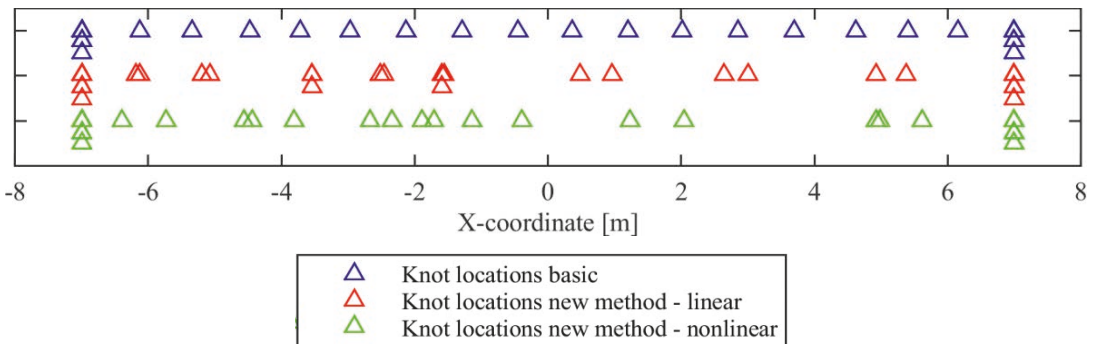 -8 -6 -4 -2 0 2 4 6 8
X-coordinate [m]
Knot locations basic
Knot locations new method - linear
Knot locations new method - nonlinear